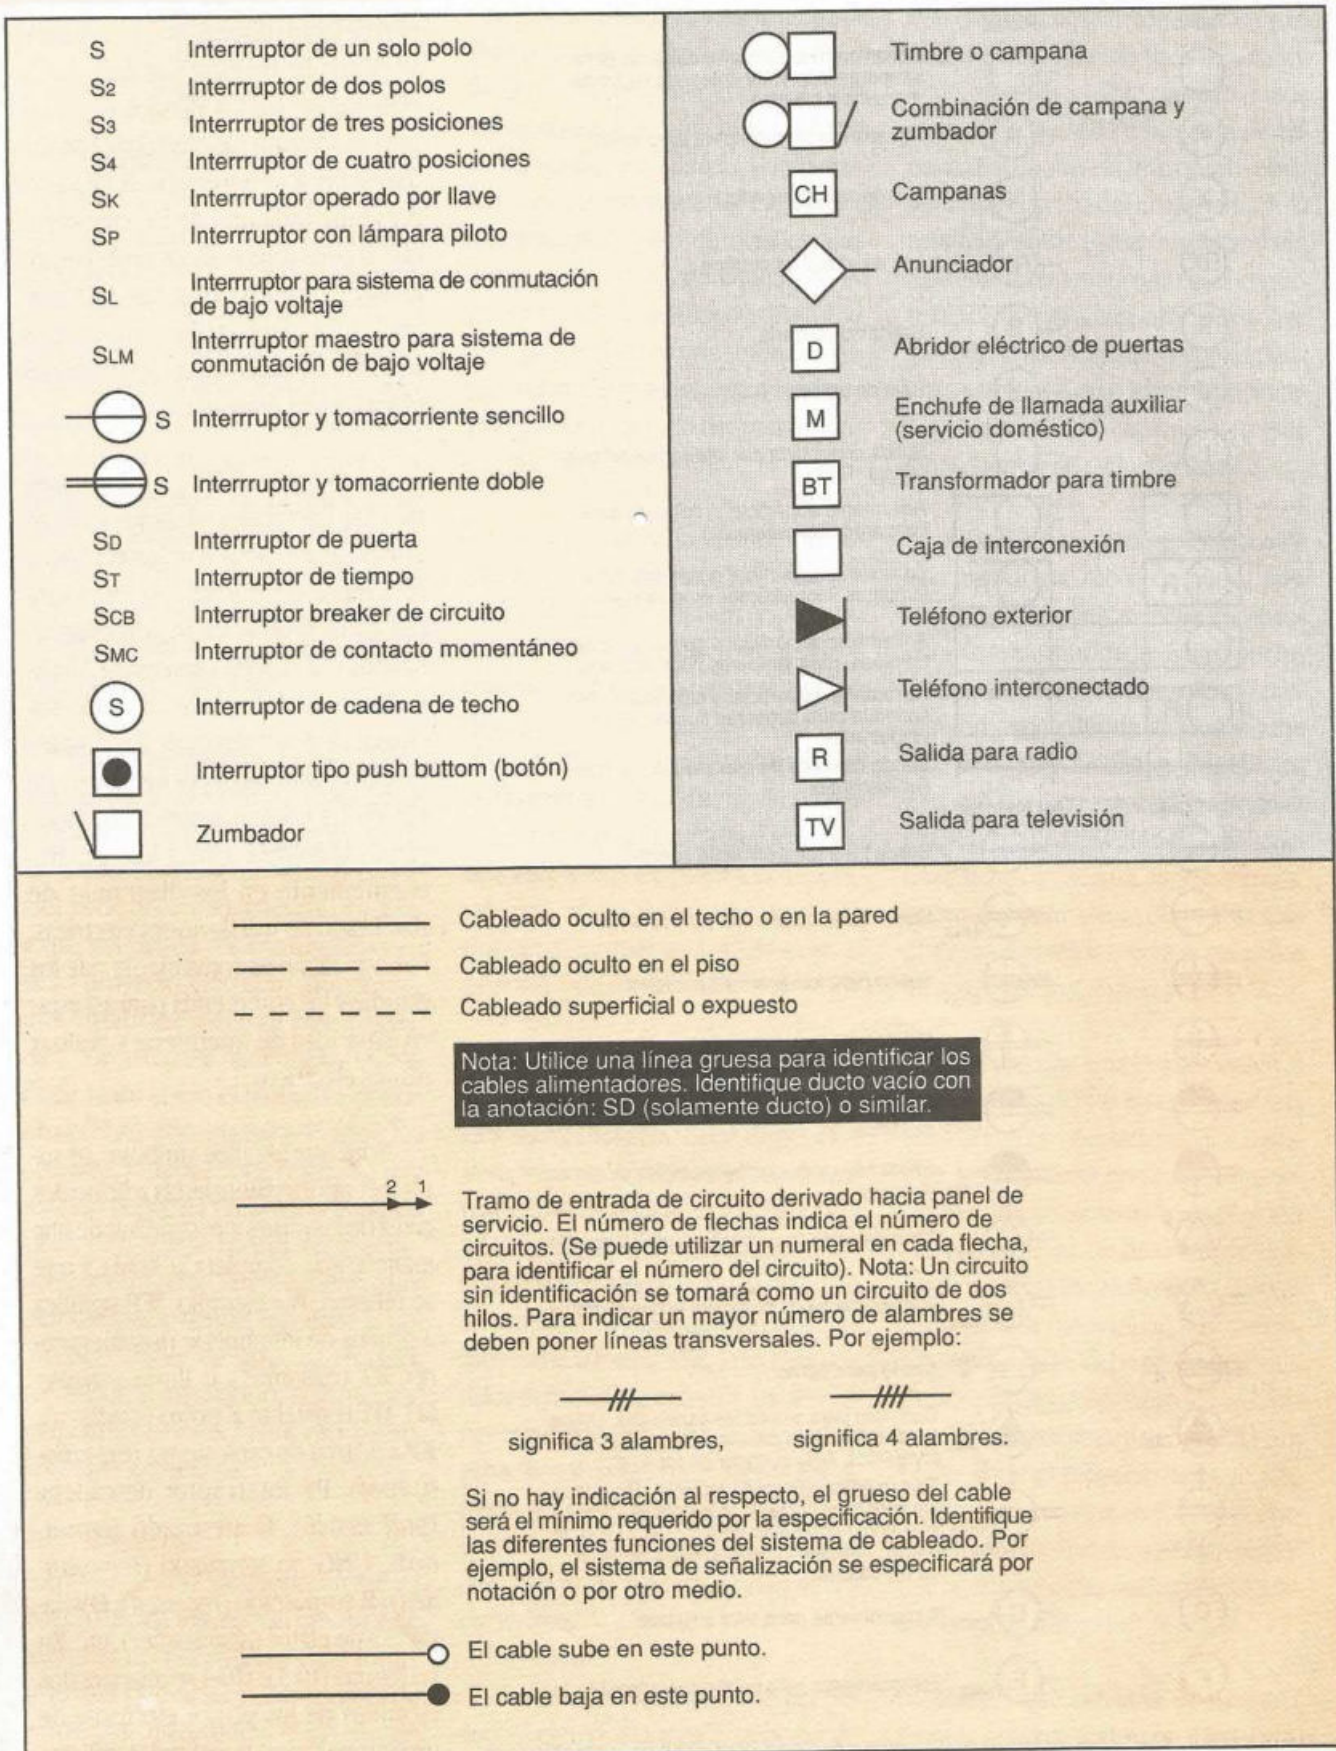 S Interrruptor de un solo polo
S2 Interrruptor de dos polos
S3 Interrruptor de tres posiciones
S4 Interrruptor de cuatro posiciones
SK Interrruptor operado por llave
SP Interrruptor con lámpara piloto
SL Interrruptor para sistema de conmutación
de bajo voltaje
SLM Interrruptor maestro para sistema de
conmutación de bajo voltaje
S Interrruptor y tomacorriente sencillo
S Interrruptor y tomacorriente doble
SD Interrruptor de puerta
ST Interruptor de tiempo
SCB Interruptor breaker de circuito
SMC Interruptor de contacto momentáneo
S Interruptor de cadena de techo
Interruptor tipo push buttom (botón)
Zumbador
Timbre o campana
Combinación de campana y
zumbador
CH Campanas
Anunciador
D Abridor eléctrico de puertas
M Enchufe de llamada auxiliar
(servicio doméstico)
BT Transformador para timbre
Caja de interconexión
Teléfono exterior
Teléfono interconectado
R Salida para radio
TV Salida para televisión
Cableado oculto en el techo o en la pared
Cableado oculto en el piso
Cableado superficial o expuesto
Nota: Utilice una línea gruesa para identificar los
cables alimentadores. Identifique ducto vacío con
la anotación: SD (solamente ducto) o similar.
2 1
Tramo de entrada de circuito derivado hacia panel de
servicio. El número de flechas indica el número de
circuitos. (Se puede utilizar un numeral en cada flecha,
para identificar el número del circuito). Nota: Un circuito
sin identificación se tomará como un circuito de dos
hilos. Para indicar un mayor número de alambres se
deben poner líneas transversales. Por ejemplo:
significa 3 alambres, significa 4 alambres.
Si no hay indicación al respecto, el grueso del cable
será el mínimo requerido por la especificación. Identifique
las diferentes funciones del sistema de cableado. Por
ejemplo, el sistema de señalización se especificará por
notación o por otro medio.
El cable sube en este punto.
El cable baja en este punto.